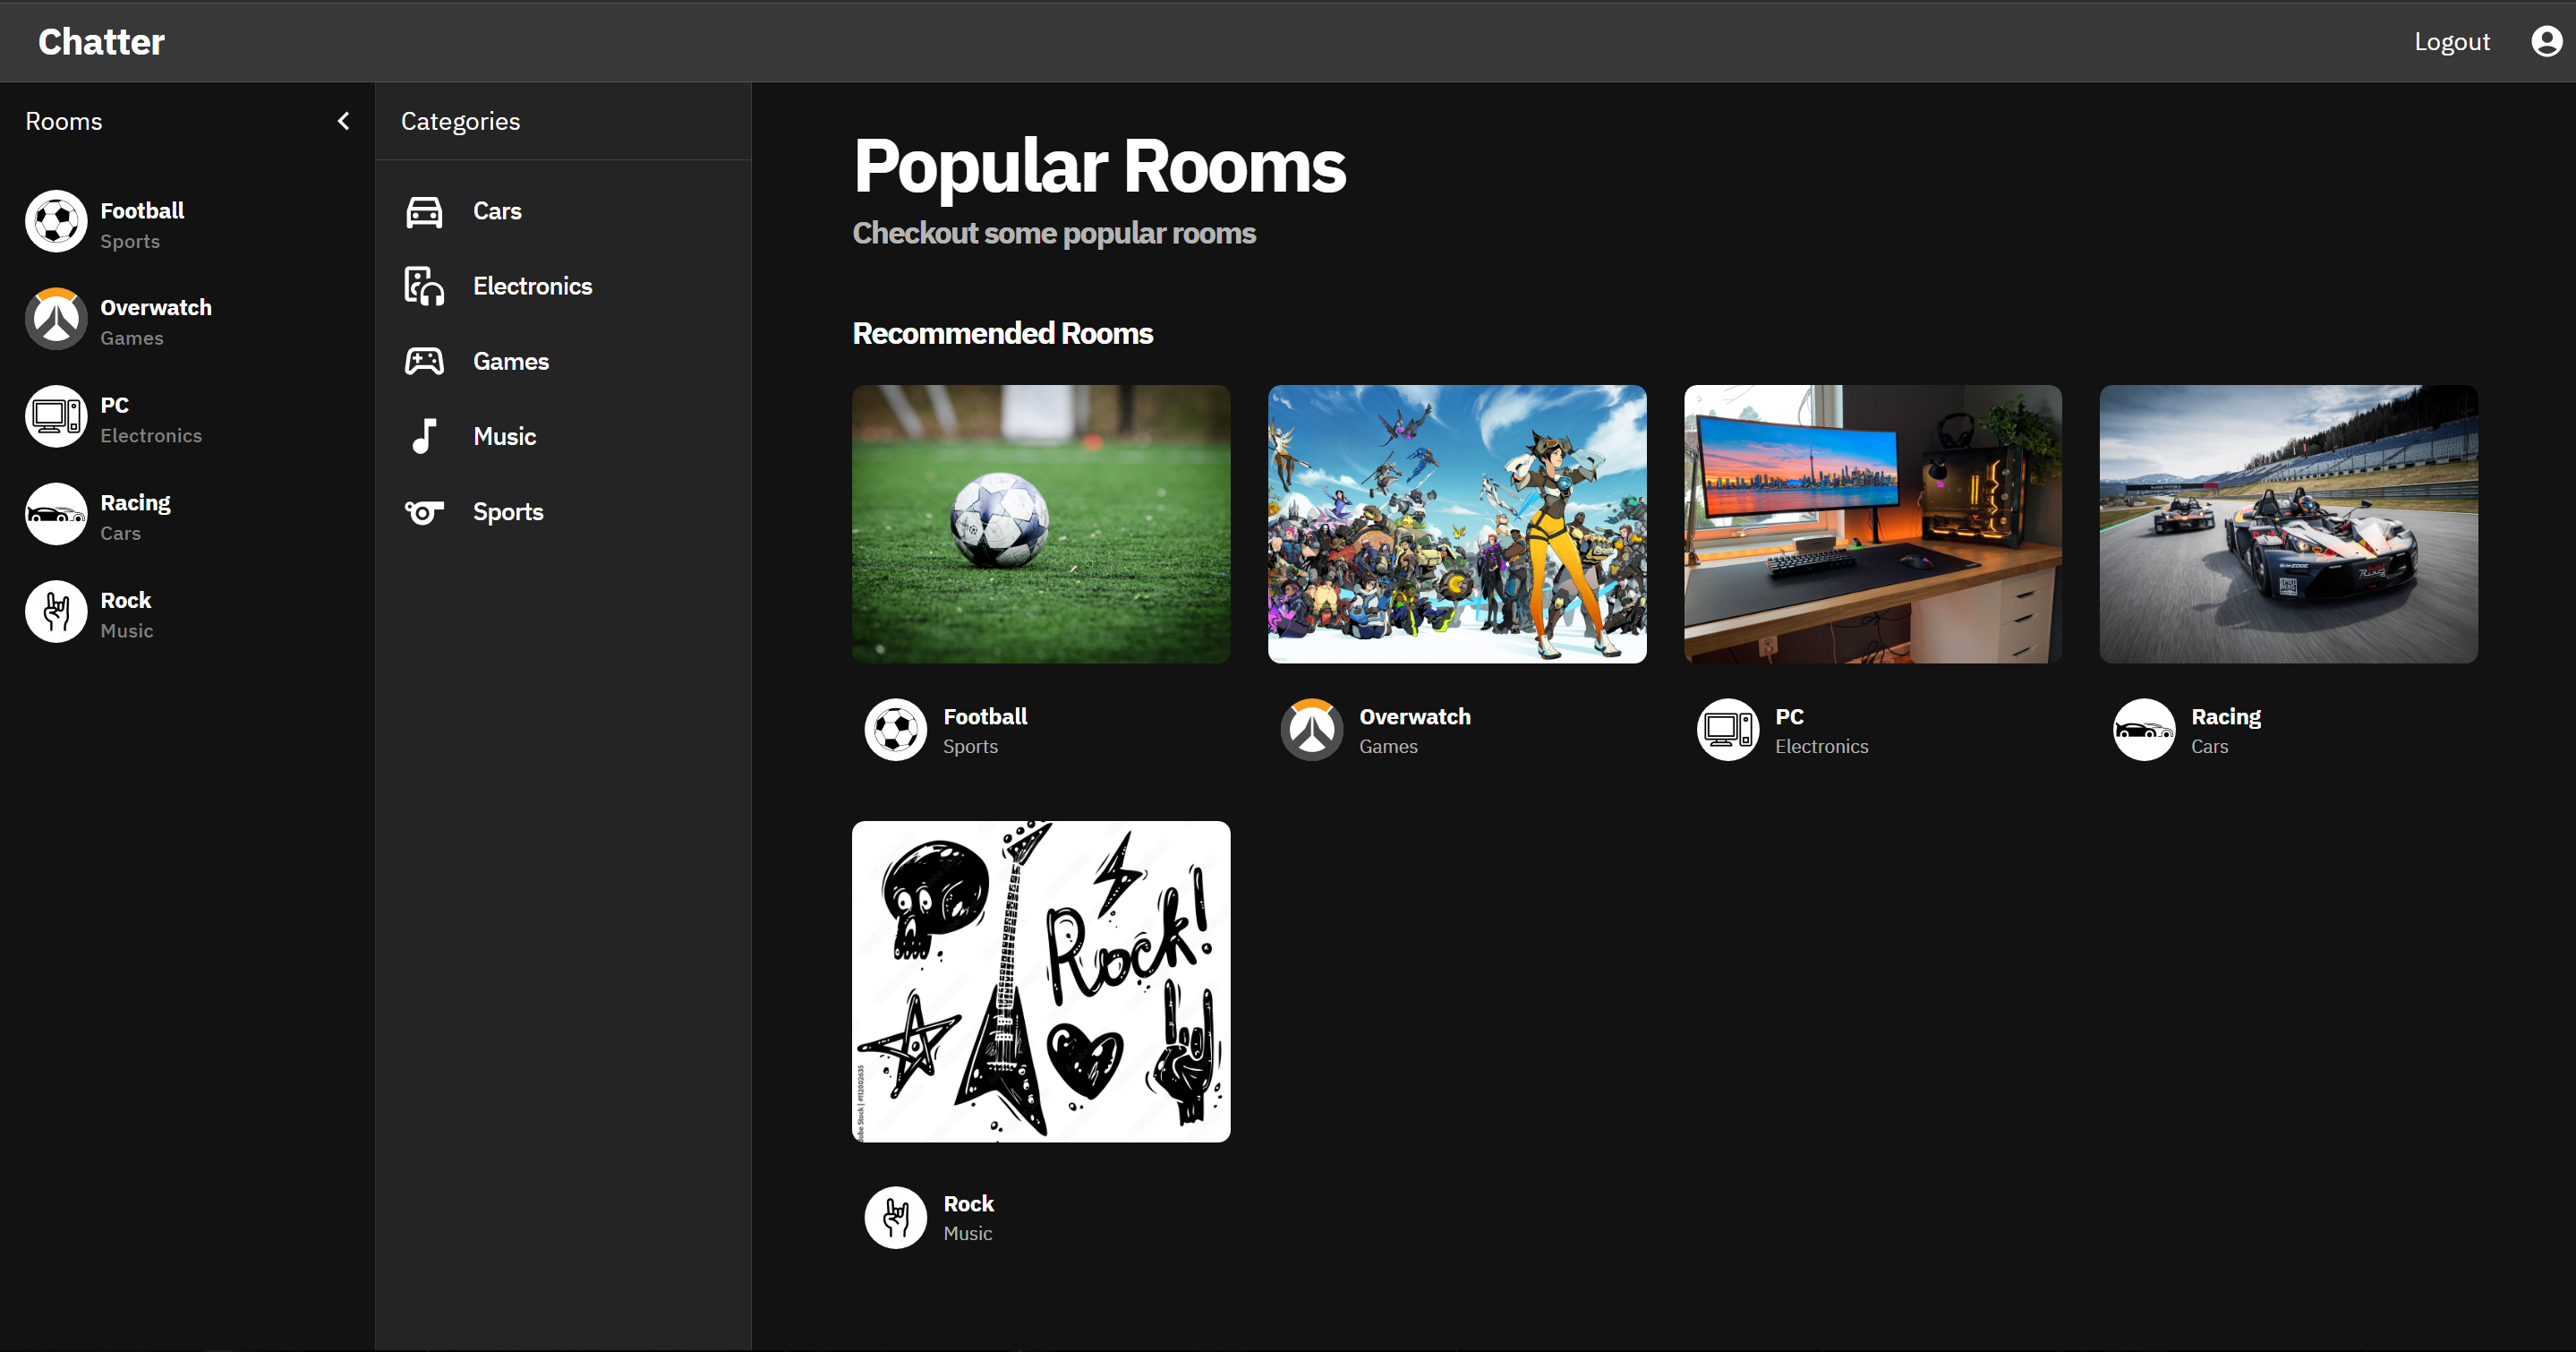 Chatter
Logout
Rooms
Football
Sports
Overwatch
Games
PC
Electronics
Racing
Cars
Rock
Music
Categories
Cars
Electronics
Games
Music
Sports
Popular Rooms
Checkout some popular rooms
Recommended Rooms
Football
Sports
Overwatch
Games
PC
Electronics
Racing
Cars
Rock!
Rock
Music